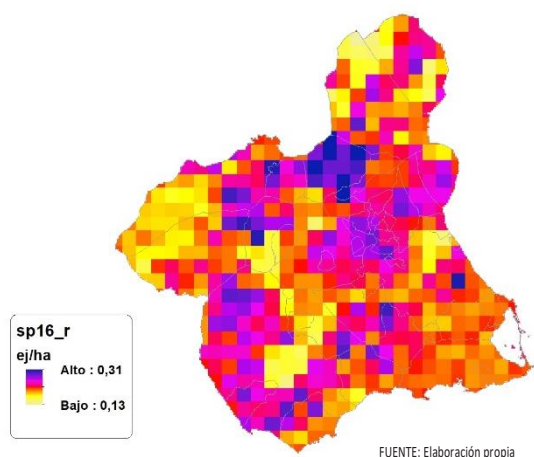 sp16_r
ej/ha
Alto : 0,31
Bajo : 0,13
FUENTE: Elaboración propia